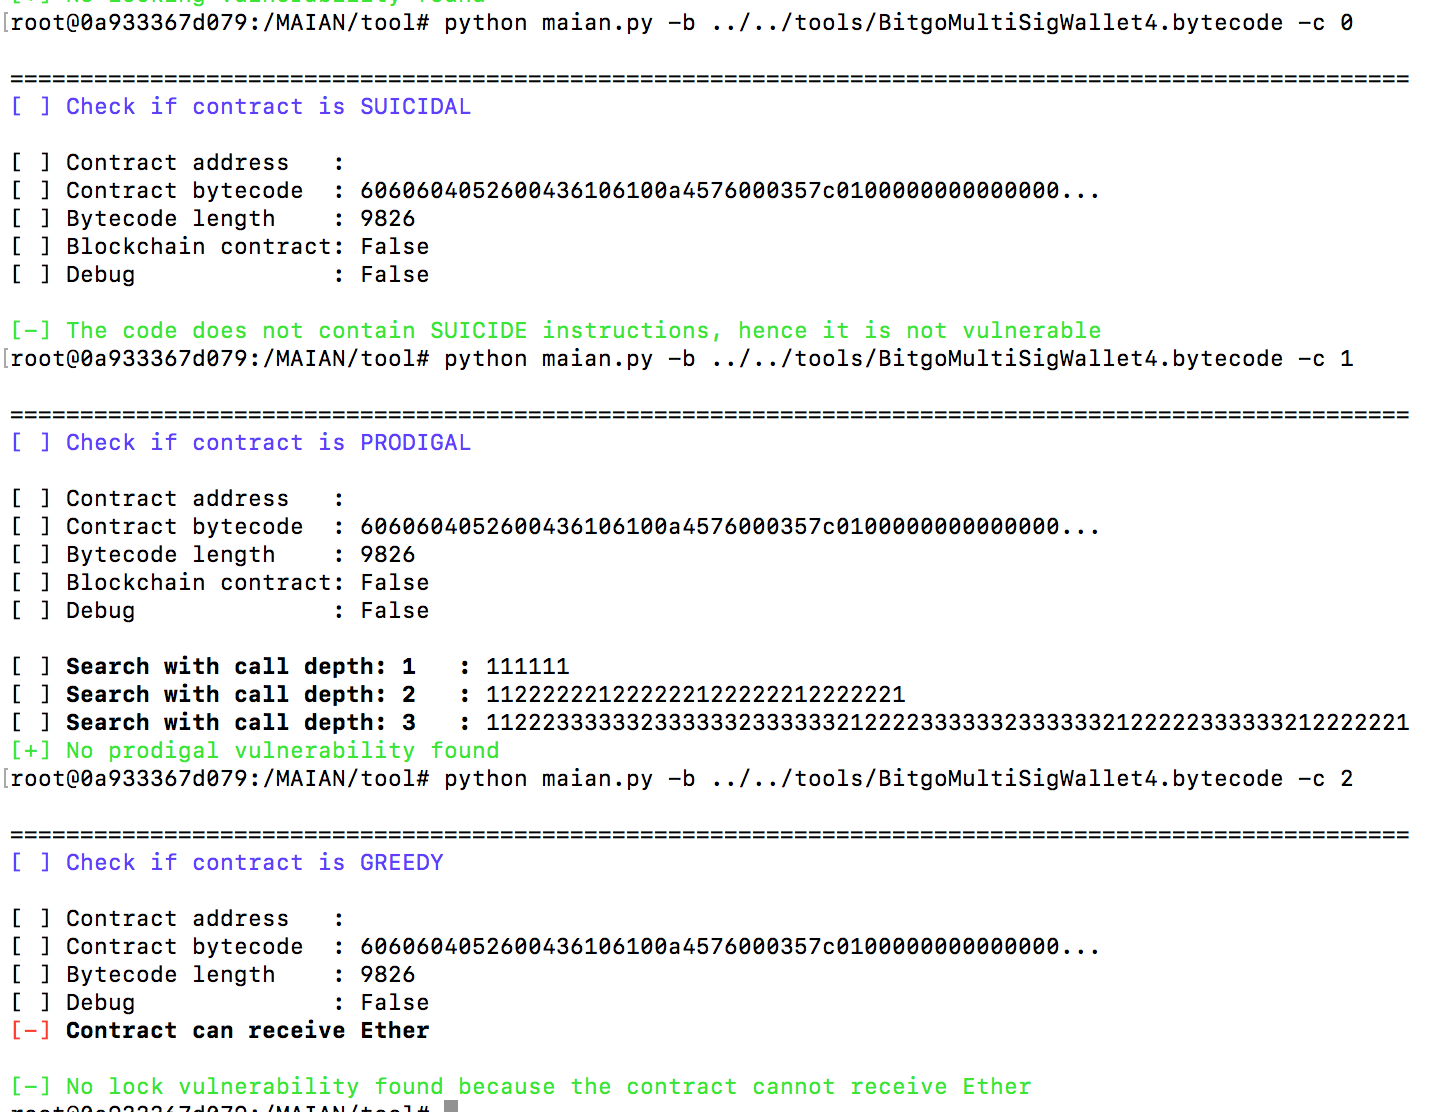 [+] No locking vulnerability found
[root@0a933367d079:/MAIAN/tool# python maian.py -b ../../tools/BitgoMultiSigWallet4.bytecode -c 0
====================================================================================================
[ ] Check if contract is SUICIDAL
[ ] Contract address   :
[ ] Contract bytecode  : 6060604052600436106100a4576000357c0100000000000000...
[ ] Bytecode length    : 9826
[ ] Blockchain contract: False
[ ] Debug              : False
[-] The code does not contain SUICIDE instructions, hence it is not vulnerable
[root@0a933367d079:/MAIAN/tool# python maian.py -b ../../tools/BitgoMultiSigWallet4.bytecode -c 1
====================================================================================================
[ ] Check if contract is PRODIGAL
[ ] Contract address   :
[ ] Contract bytecode  : 6060604052600436106100a4576000357c0100000000000000...
[ ] Bytecode length    : 9826
[ ] Blockchain contract: False
[ ] Debug              : False
[ ] Search with call depth: 1   : 111111
[ ] Search with call depth: 2   : 112222221222222122222212222221
[ ] Search with call depth: 3   : 112223333332333333233333321222233333323333332122222333333212222221
[+] No prodigal vulnerability found
[root@0a933367d079:/MAIAN/tool# python maian.py -b ../../tools/BitgoMultiSigWallet4.bytecode -c 2
====================================================================================================
[ ] Check if contract is GREEDY
[ ] Contract address   :
[ ] Contract bytecode  : 6060604052600436106100a4576000357c0100000000000000...
[ ] Bytecode length    : 9826
[ ] Debug              : False
[-] Contract can receive Ether
[-] No lock vulnerability found because the contract cannot receive Ether
root@0a933367d079:/MAIAN/tool#